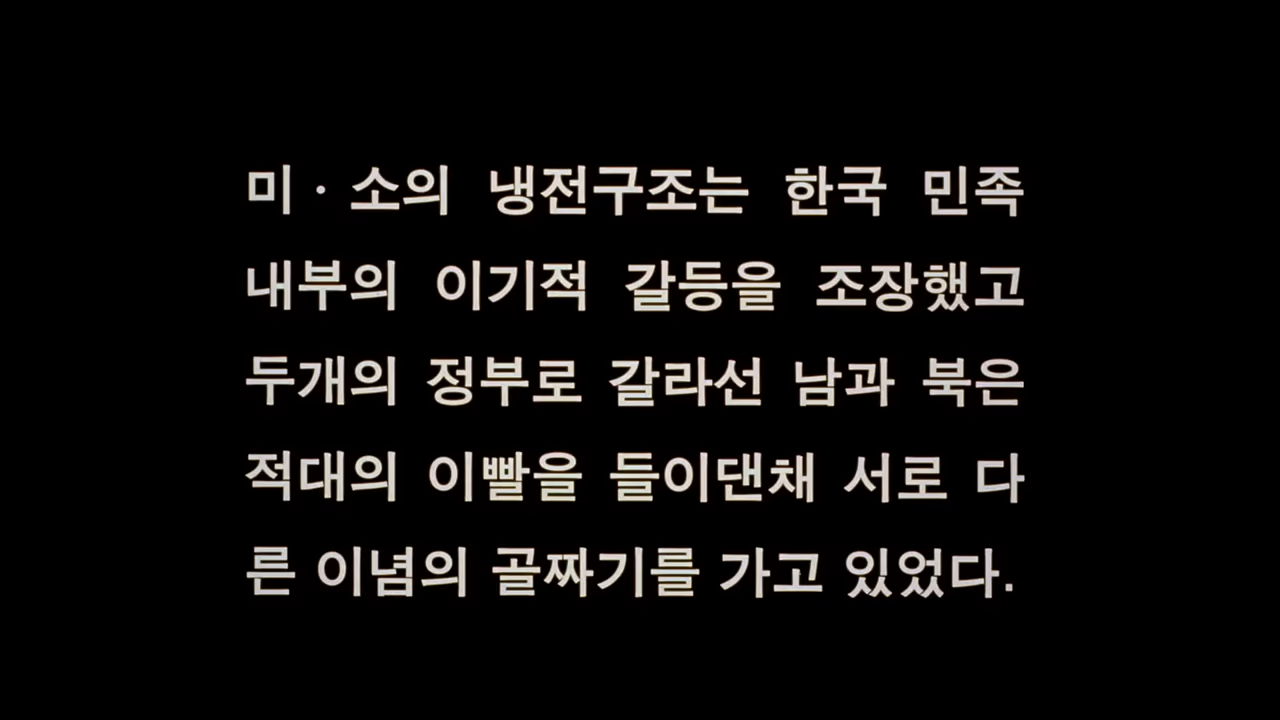 미·소의 냉전구조는 한국 민족
내부의 이기적 갈등을 조장했고
두개의 정부로 갈라선 남과 북은
적대의 이빨을 들이댄채 서로 다
른 이념의 골짜기를 가고 있었다.